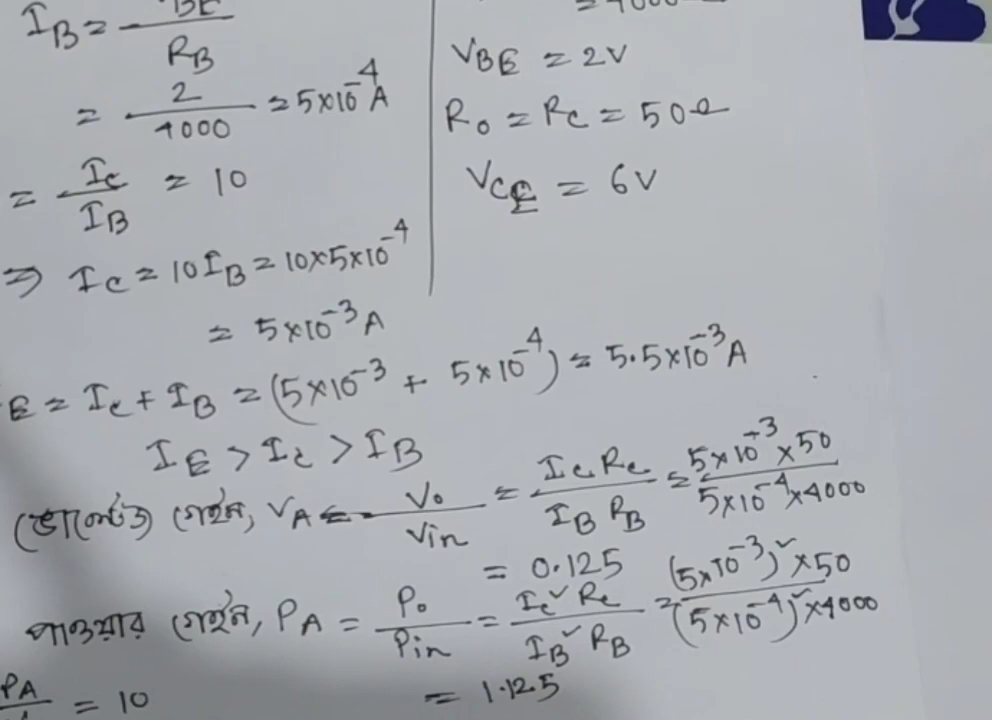 I_B = BE / R_B
= 2 / 4000 = 5×10⁻⁴ A
= I_C / I_B = 10
⇒ I_C = 10 I_B = 10×5×10⁻⁴
= 5×10⁻³ A
E = I_C + I_B = (5×10⁻³ + 5×10⁻⁴) = 5.5×10⁻³ A
I_E > I_C > I_B
(ভোল্টেজ) গেইন, V_A = V_o / V_in = I_C R_C / I_B R_B = 5×10⁻³×50 / 5×10⁻⁴×4000
= 0.125
পাওয়ার গেইন, P_A = P_o / P_in = I_C² R_C / I_B² R_B = (5×10⁻³)²×50 / (5×10⁻⁴)²×4000
= 1.125
P_A = 10
V_BE = 2V
R_o = R_C = 50Ω
V_CE = 6V